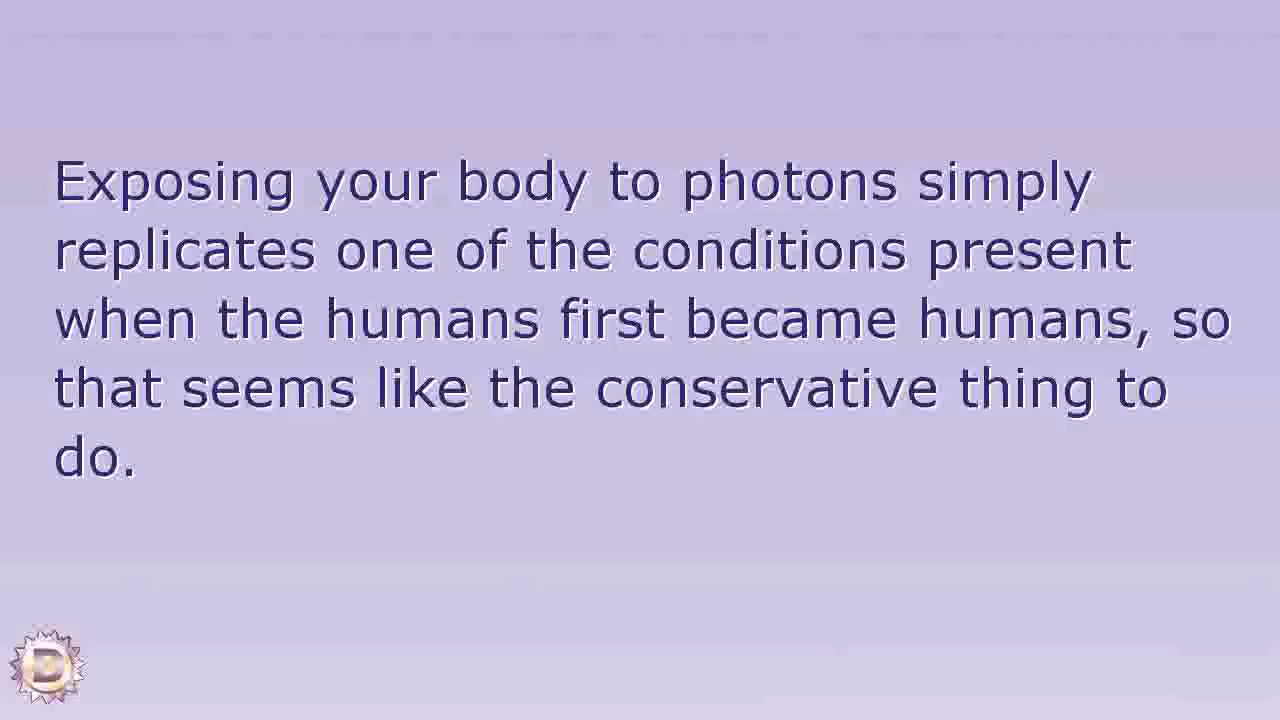 Exposing your body to photons simply
replicates one of the conditions present
when the humans first became humans, so
that seems like the conservative thing to
do.
D